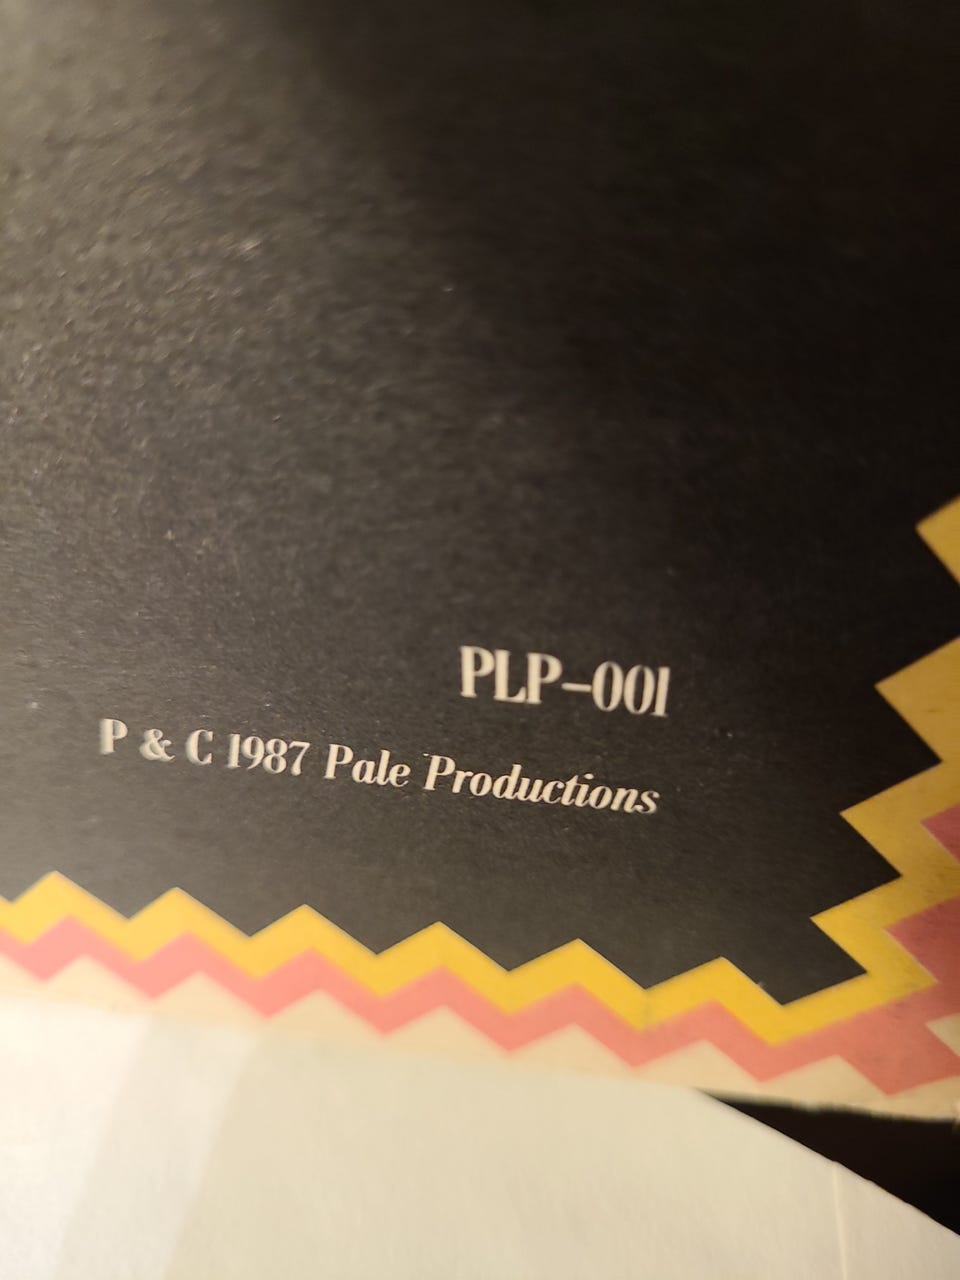 PLP-001
P & C 1987 Pale Productions